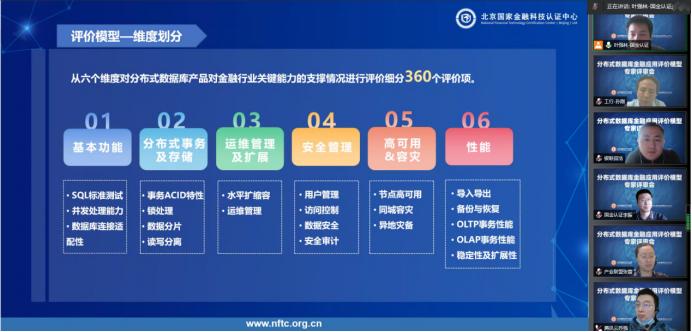 评价模型—维度划分
北京国家金融科技认证中心
National Financial Technology Certification Center ( Beijing ) Ltd.
从六个维度对分布式数据库产品对金融行业关键能力的支撑情况进行评价细分360个评价项。
01
基本功能
• SQL标准测试
• 并发处理能力
• 数据库连接适
配性
02
分布式事务
及存储
• 事务ACID特性
• 锁处理
• 数据分片
• 读写分离
03
运维管理
及扩展
• 水平扩缩容
• 运维管理
04
安全管理
• 用户管理
• 访问控制
• 数据安全
• 安全审计
05
高可用
&容灾
• 节点高可用
• 同城容灾
• 异地灾备
06
性能
• 导入导出
• 备份与恢复
• OLTP事务性能
• OLAP事务性能
• 稳定性及扩展性
www.nftc.org.cn
正在讲话: 叶强林-国金认证
叶强林-国金认证
分布式数据库金融应用评价模型
专家评审会
工行-孙刚
分布式数据库金融应用评价模型
专家评审会
分布式数据库金融应用评价模型
专家评审会
国金认证李振
分布式数据库金融应用评价模型
专家评审会
产业联盟张蕾
分布式数据库金融应用评价模型
专家评审会